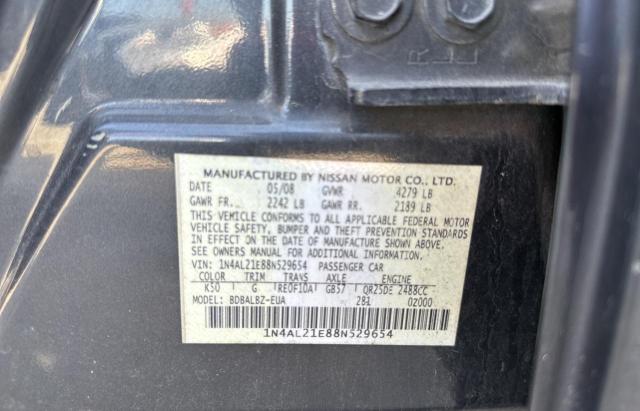 MANUFACTURED BY NISSAN MOTOR CO., LTD.
DATE 05/08 GVWR 4279 LB
GAWR FR. 2242 LB GAWR RR. 2189 LB
THIS VEHICLE CONFORMS TO ALL APPLICABLE FEDERAL MOTOR
VEHICLE SAFETY, BUMPER AND THEFT PREVENTION STANDARDS
IN EFFECT ON THE DATE OF MANUFACTURE SHOWN ABOVE.
SEE OWNERS MANUAL FOR ADDITIONAL INFORMATION.
VIN: 1N4AL21E88N529654 PASSENGER CAR
COLOR TRIM TRANS AXLE ENGINE
K50 G RE0F10A GB57 QR25DE 2488CC
MODEL: BDBALBZ-EUA 281 0Z000
1N4AL21E88N529654